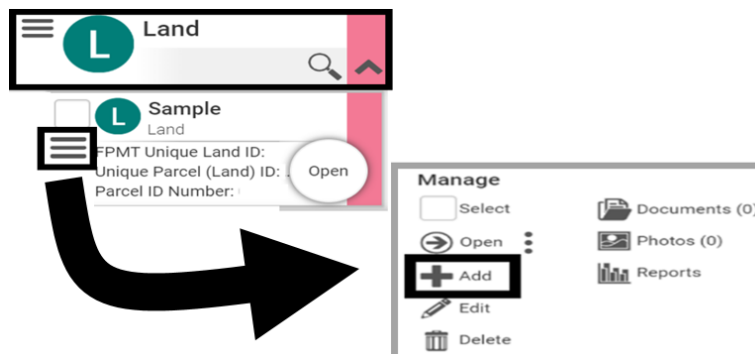 L Land
L Sample
Land
FPMT Unique Land ID:
Unique Parcel (Land) ID:
Parcel ID Number:
Open
Manage
Select
Documents (0)
Open
Photos (0)
Add
Reports
Edit
Delete